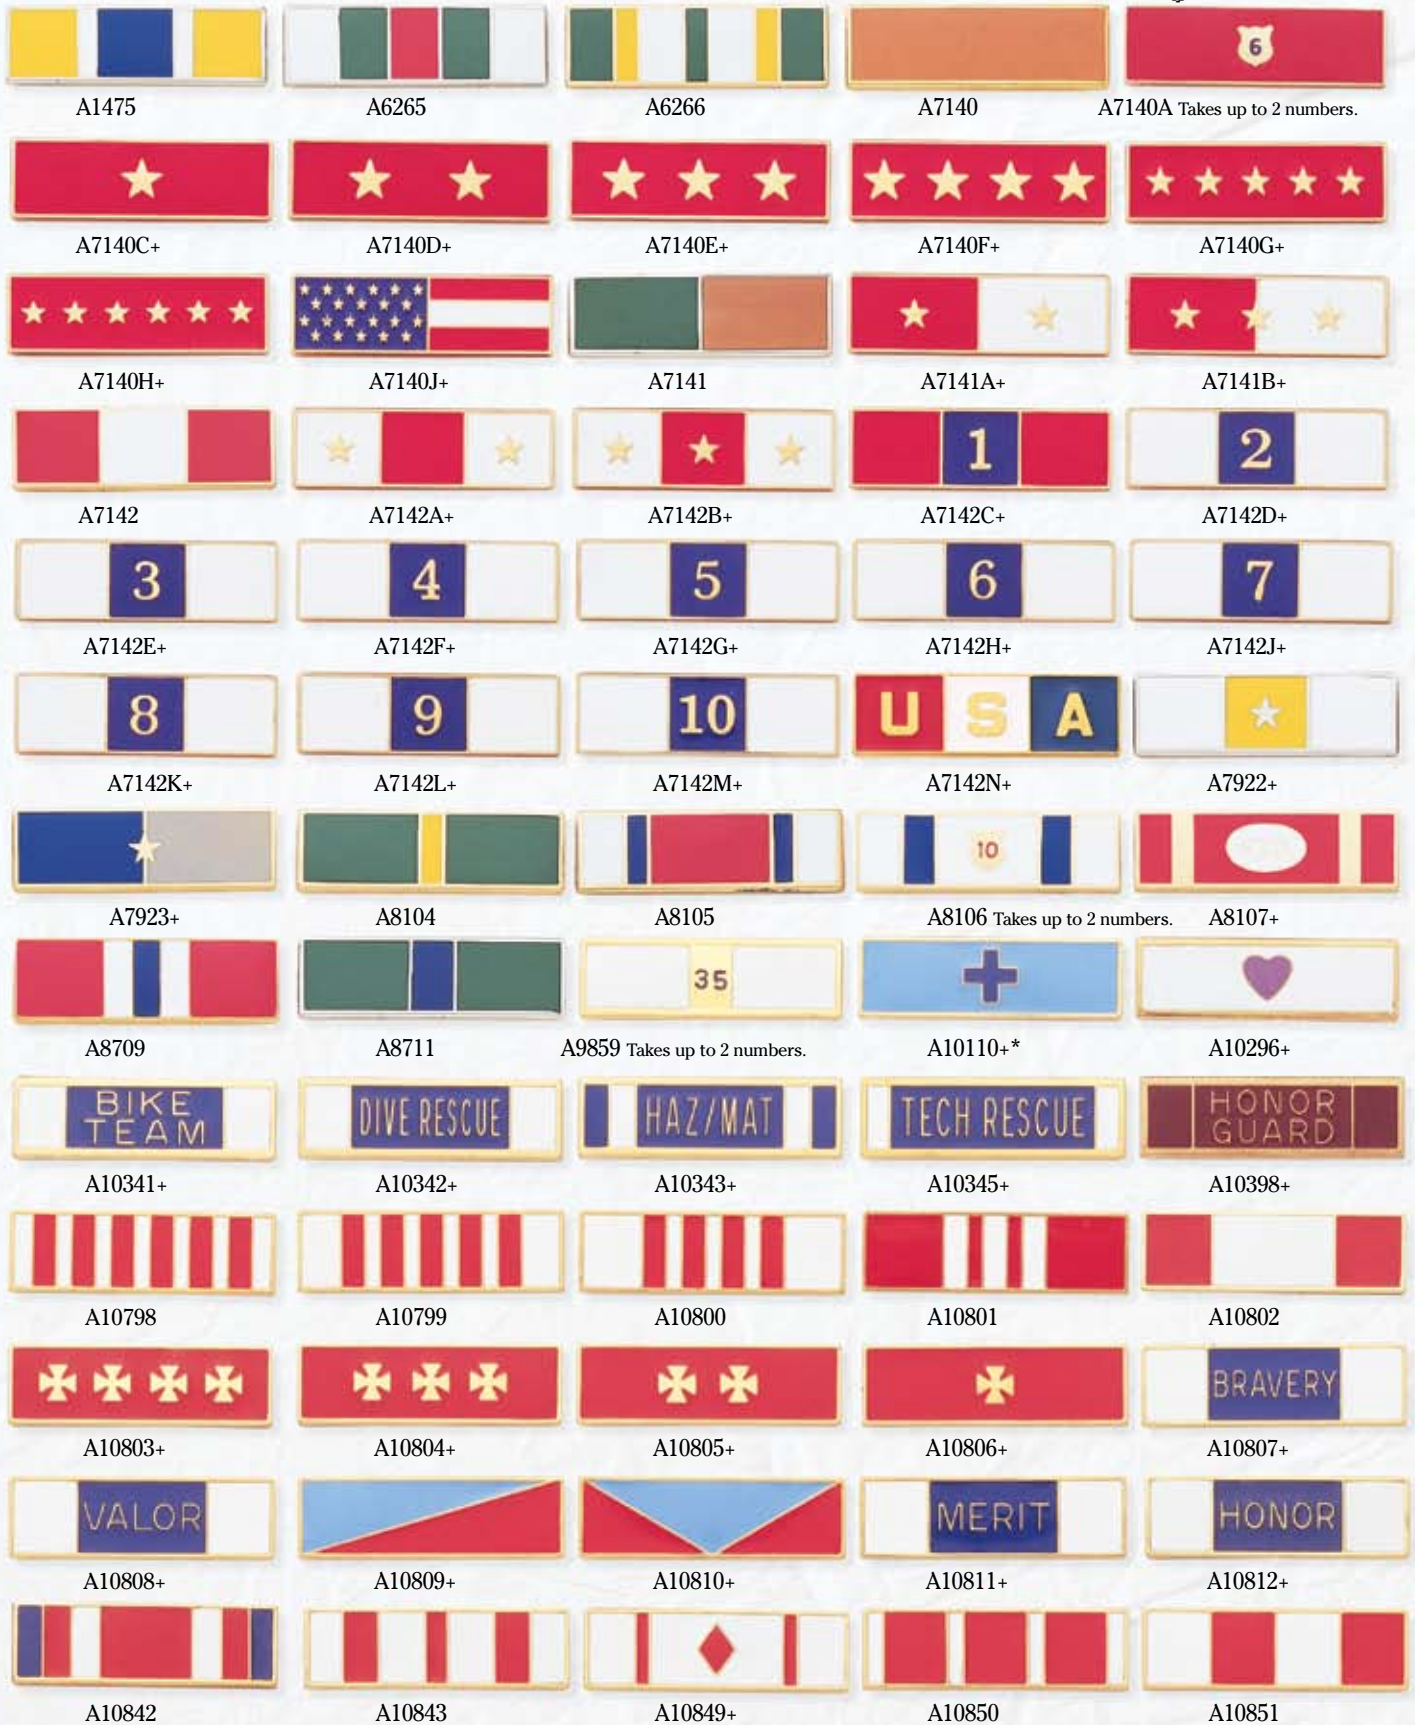 6
A1475 A6265 A6266 A7140 A7140A Takes up to 2 numbers.
A7140C+ A7140D+ A7140E+ A7140F+ A7140G+
A7140H+ A7140J+ A7141 A7141A+ A7141B+
1 2
A7142 A7142A+ A7142B+ A7142C+ A7142D+
3 4 5 6 7
A7142E+ A7142F+ A7142G+ A7142H+ A7142J+
8 9 10 U S A
A7142K+ A7142L+ A7142M+ A7142N+ A7922+
10
A7923+ A8104 A8105 A8106 Takes up to 2 numbers. A8107+
35
A8709 A8711 A9859 Takes up to 2 numbers. A10110+* A10296+
BIKE
TEAM
DIVE RESCUE
HAZ/MAT
TECH RESCUE
HONOR
GUARD
A10341+ A10342+ A10343+ A10345+ A10398+
A10798 A10799 A10800 A10801 A10802
BRAVERY
A10803+ A10804+ A10805+ A10806+ A10807+
VALOR MERIT HONOR
A10808+ A10809+ A10810+ A10811+ A10812+
A10842 A10843 A10849+ A10850 A10851